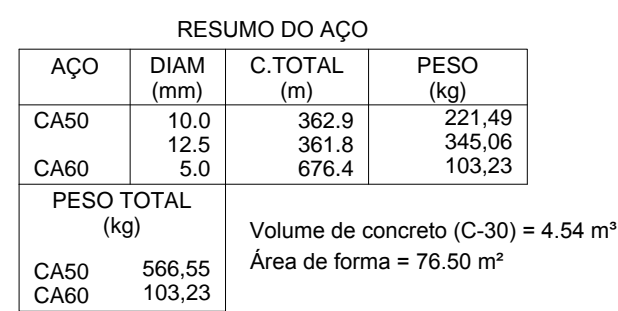 RESUMO DO AÇO
AÇO DIAM C.TOTAL PESO
(mm) (m) (kg)
CA50 10.0 362.9 221,49
12.5 361.8 345,06
CA60 5.0 676.4 103,23
PESO TOTAL
(kg)
CA50 566,55
CA60 103,23
Volume de concreto (C-30) = 4.54 m³
Área de forma = 76.50 m²